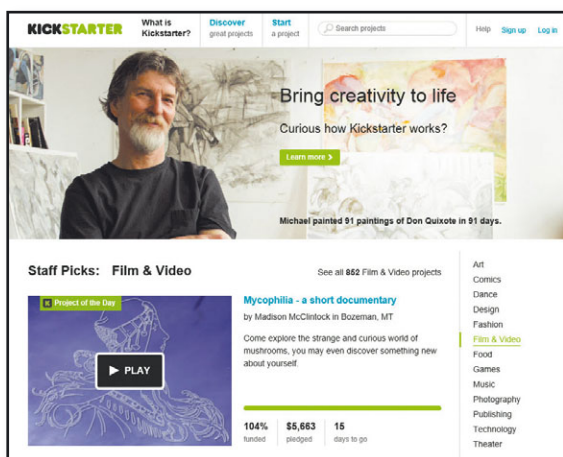 KICKSTARTER
What is
Kickstarter?
Discover
great projects
Start
a project
Search projects
Help
Sign up
Log in
Bring creativity to life
Curious how Kickstarter works?
Learn more
Michael painted 91 paintings of Don Quixote in 91 days.
Staff Picks: Film & Video
See all 852 Film & Video projects
K Project of the Day
PLAY
Mycophilia - a short documentary
by Madison McClintock in Bozeman, MT
Come explore the strange and curious world of
mushrooms, you may even discover something new
about yourself.
104%
funded
$5,663
pledged
15
days to go
Art
Comics
Dance
Design
Fashion
Film & Video
Food
Games
Music
Photography
Publishing
Technology
Theater